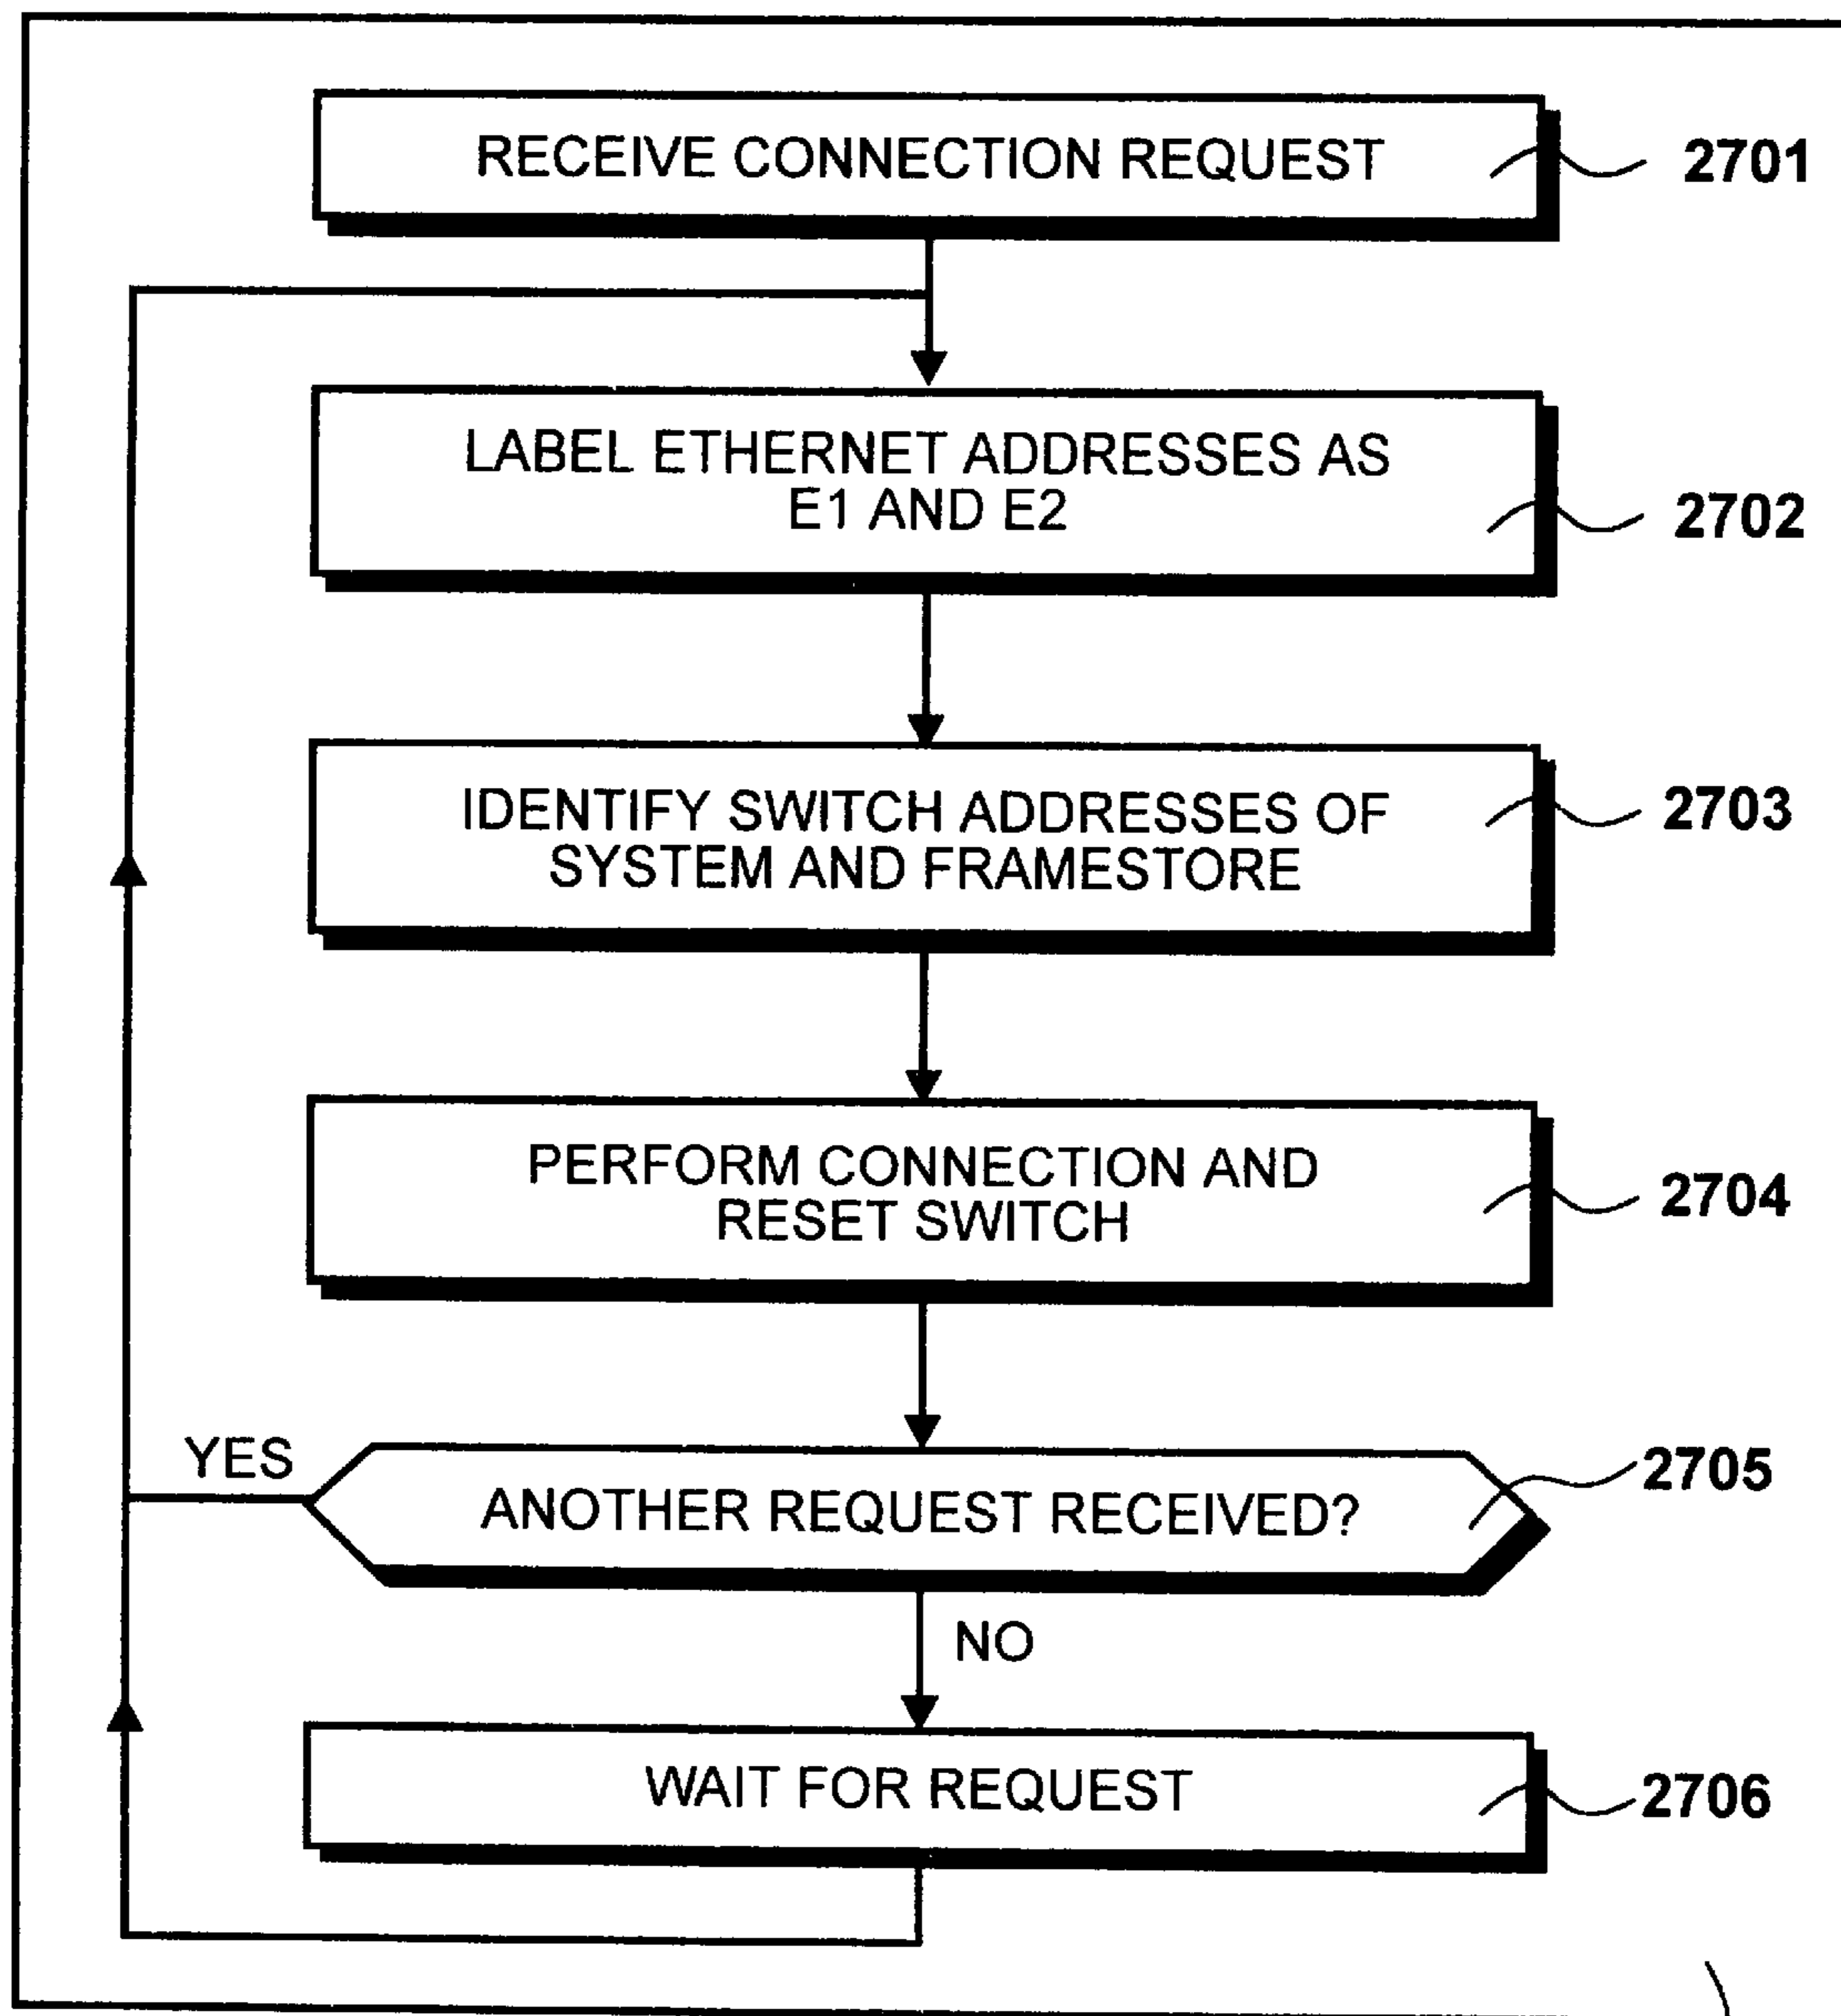 RECEIVE CONNECTION REQUEST
2701
LABEL ETHERNET ADDRESSES AS
E1 AND E2
2702
IDENTIFY SWITCH ADDRESSES OF
SYSTEM AND FRAMESTORE
2703
PERFORM CONNECTION AND
RESET SWITCH
2704
YES
ANOTHER REQUEST RECEIVED?
2705
NO
WAIT FOR REQUEST
2706